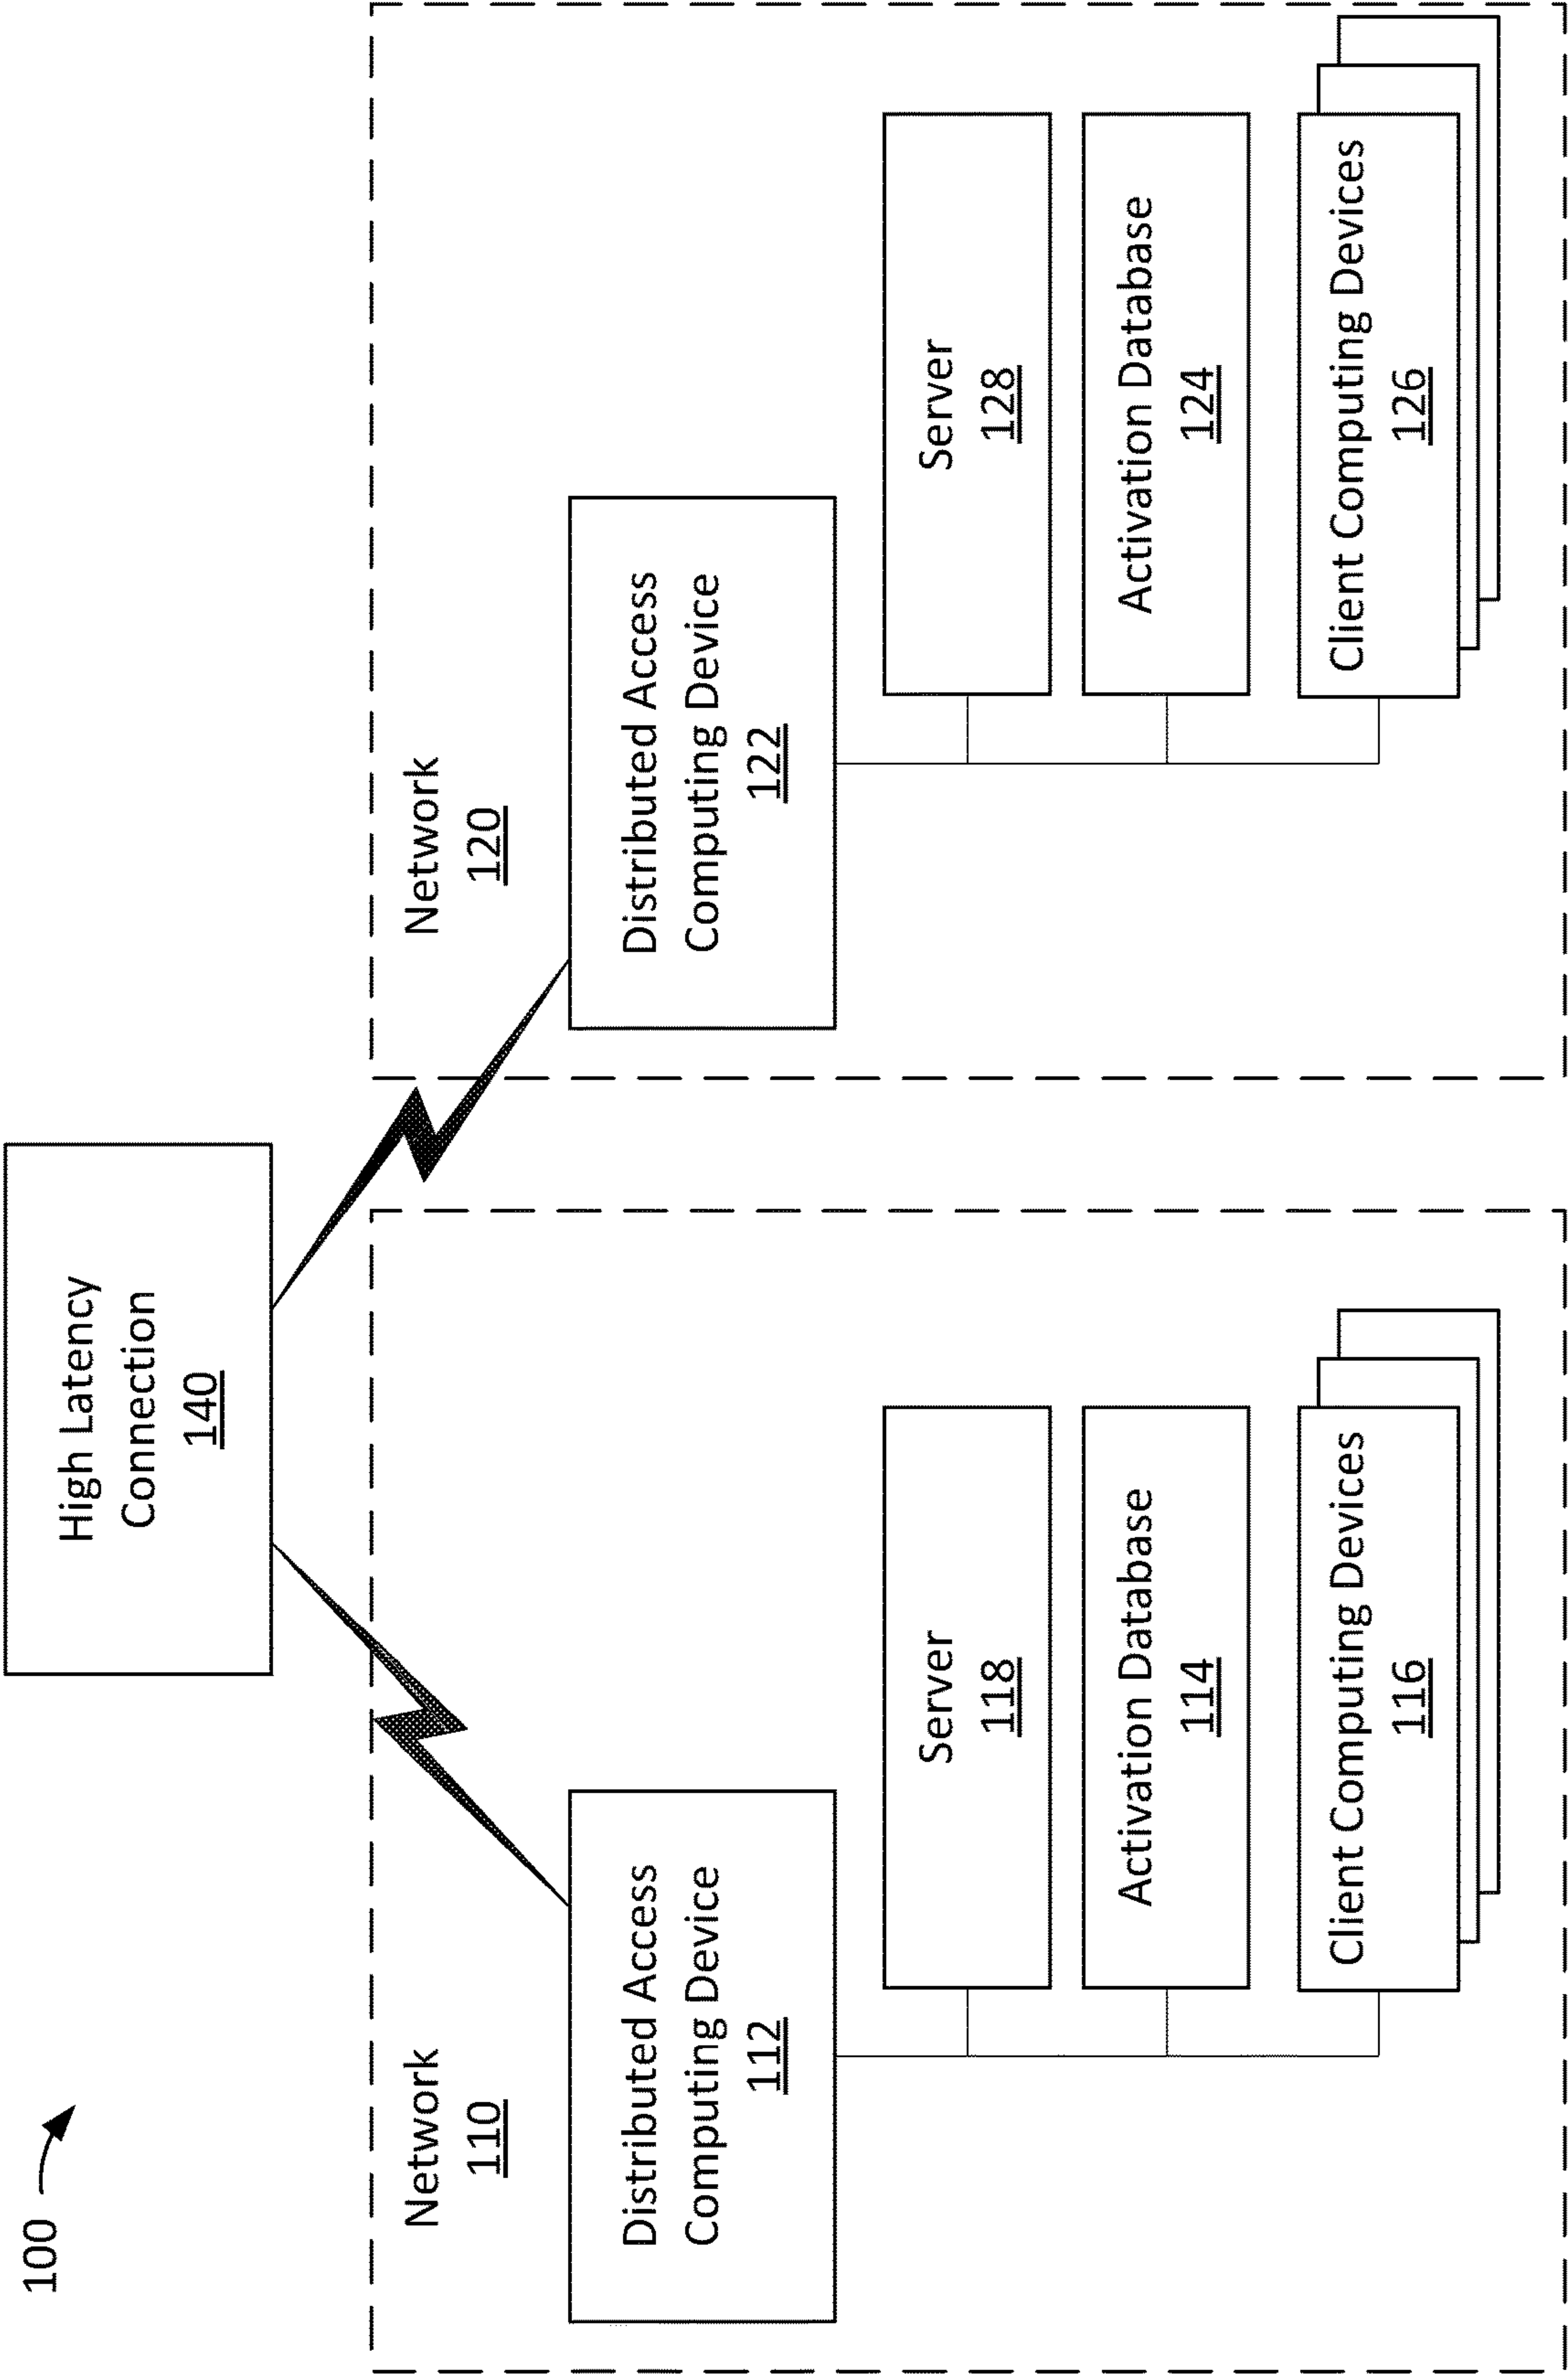 100
High Latency
Connection
140
Network
110
Distributed Access
Computing Device
112
Server
118
Activation Database
114
Client Computing Devices
116
Network
120
Distributed Access
Computing Device
122
Server
128
Activation Database
124
Client Computing Devices
126